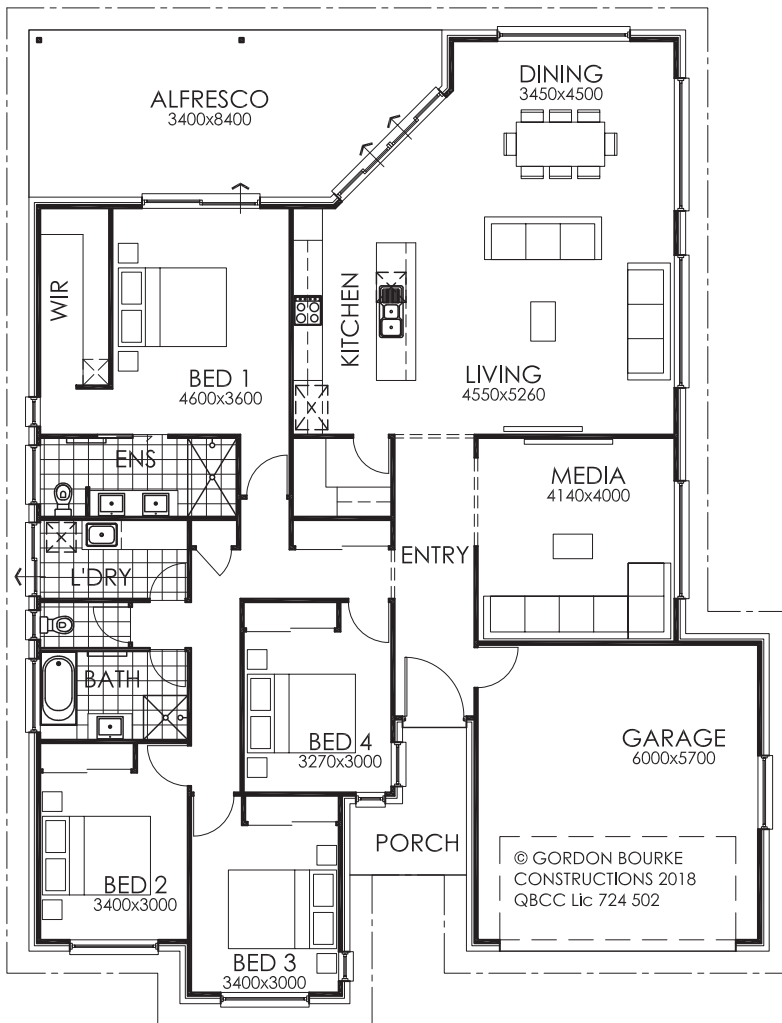 ALFRESCO
3400x8400
DINING
3450x4500
WIR
BED 1
4600x3600
KITCHEN
LIVING
4550x5260
ENS
MEDIA
4140x4000
L'DRY
ENTRY
BATH
BED 4
3270x3000
GARAGE
6000x5700
PORCH
© GORDON BOURKE
CONSTRUCTIONS 2018
QBCC Lic 724 502
BED 2
3400x3000
BED 3
3400x3000